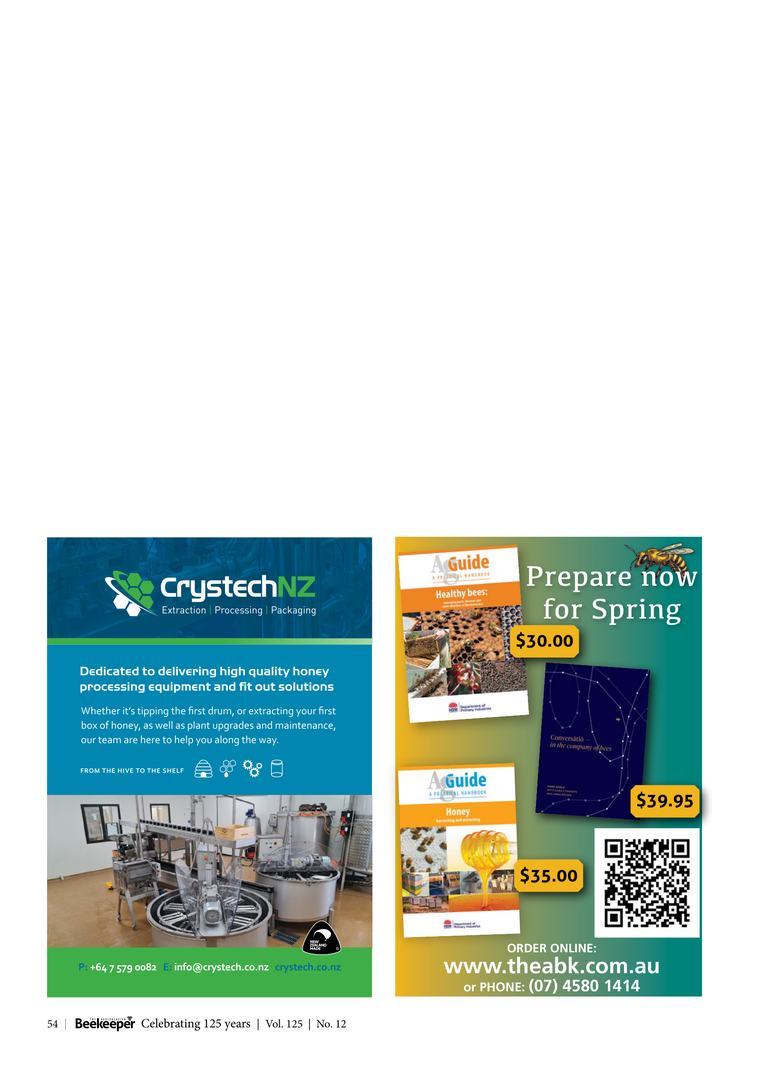 CrystechNZ
Extraction | Processing | Packaging
Dedicated to delivering high quality honey
processing equipment and fit out solutions
Whether it's tipping the first drum, or extracting your first
box of honey, as well as plant upgrades and maintenance,
our team are here to help you along the way.
FROM THE HIVE TO THE SHELF
NEW
ZEALAND
MADE
P: +64 7 579 0082 E: info@crystech.co.nz crystech.co.nz
Prepare now
for Spring
AgGuide
A PRACTICAL HANDBOOK
Healthy bees:
$30.00
NSW
Department of
Primary Industries
Conversātiō —
in the company of bees
$39.95
AgGuide
A PRACTICAL HANDBOOK
Honey
harvesting and extracting
$35.00
NSW
Department of
Primary Industries
ORDER ONLINE:
www.theabk.com.au
or PHONE: (07) 4580 1414
54 | Beekeeper Celebrating 125 years | Vol. 125 | No. 12